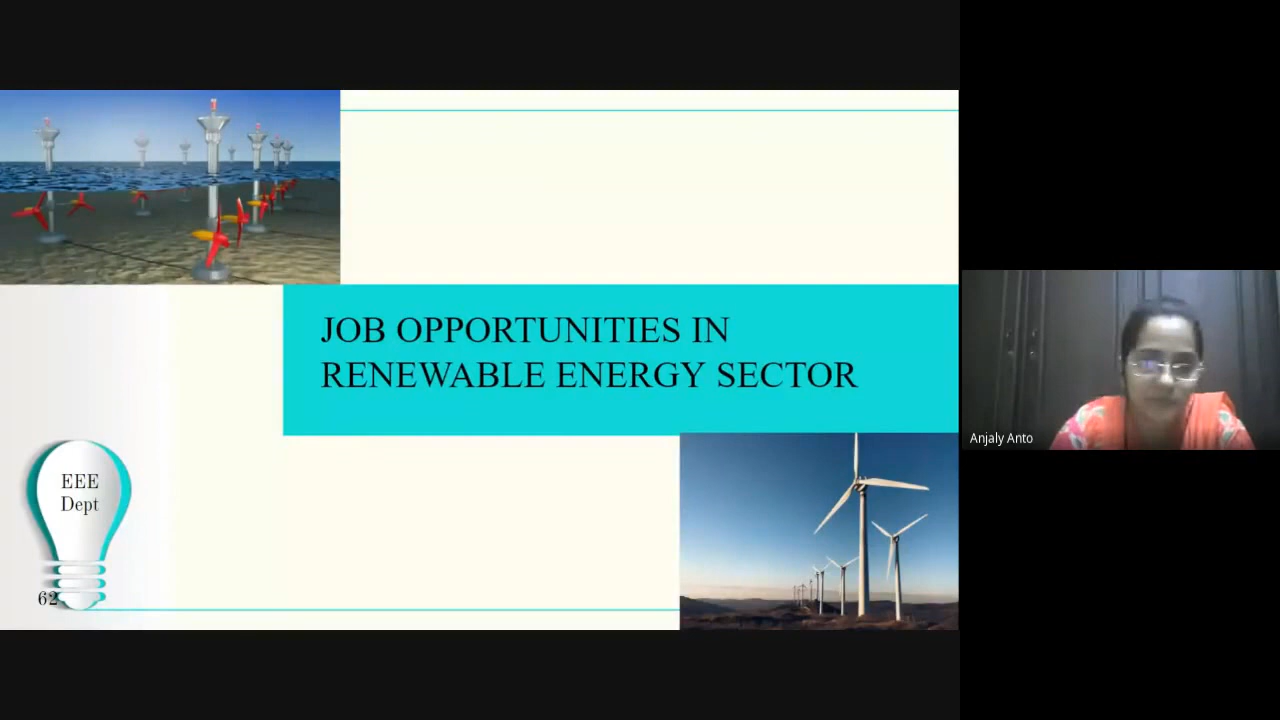 JOB OPPORTUNITIES IN
RENEWABLE ENERGY SECTOR
EEE
Dept
62
Anjaly Anto